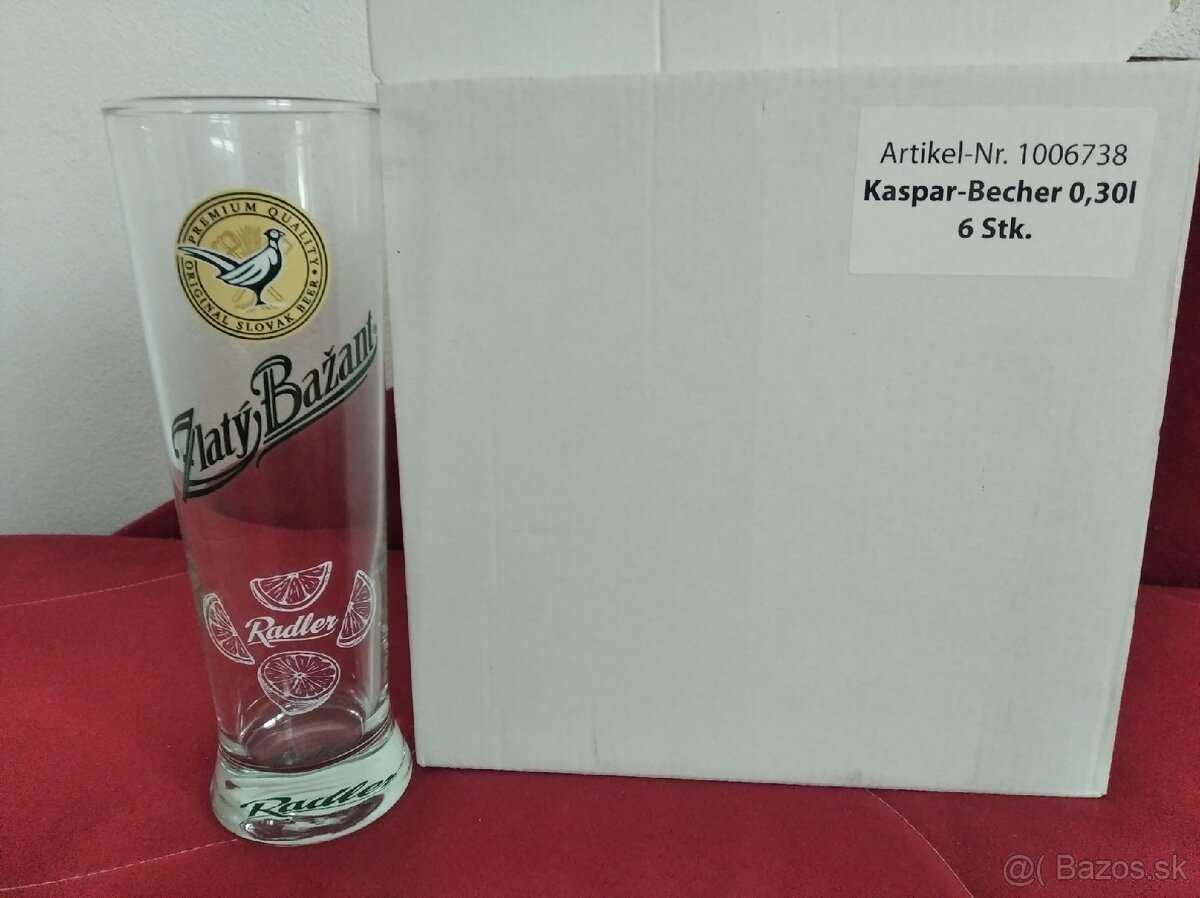 PREMIUM QUALITY
ORIGINAL SLOVAK BEER
Zlatý Bažant
Radler
Radler
Artikel-Nr. 1006738
Kaspar-Becher 0,30l
6 Stk.
@( Bazos.sk